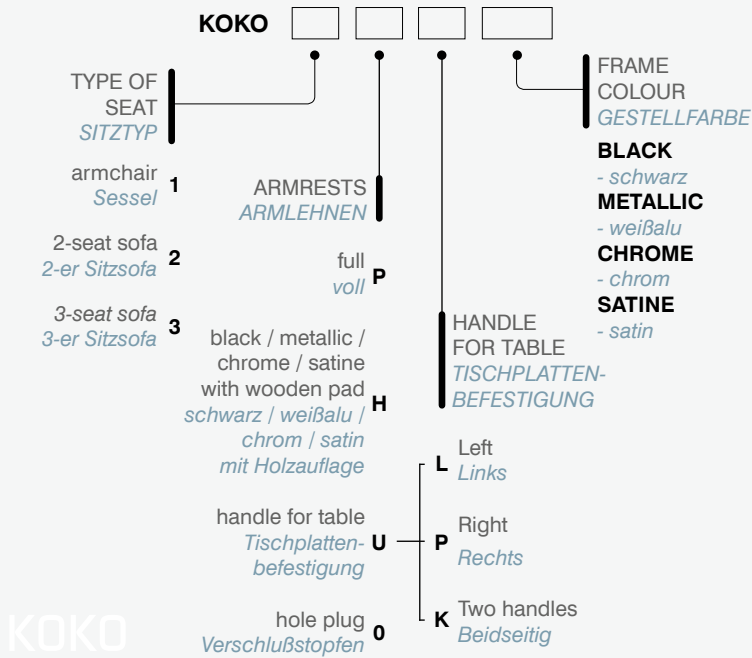 KOKO
TYPE OF
SEAT
SITZTYP
armchair
Sessel
1
2-seat sofa
2-er Sitzsofa
2
3-seat sofa
3-er Sitzsofa
3
ARMRESTS
ARMLEHNEN
full
voll
P
black / metallic /
chrome / satine
with wooden pad
schwarz / weißalu /
chrom / satin
mit Holzauflage
H
handle for table
Tischplatten-
befestigung
U
hole plug
Verschlußstopfen
0
HANDLE
FOR TABLE
TISCHPLATTEN-
BEFESTIGUNG
L
Left
Links
P
Right
Rechts
K
Two handles
Beidseitig
FRAME
COLOUR
GESTELLFARBE
BLACK
- schwarz
METALLIC
- weißalu
CHROME
- chrom
SATINE
- satin
KOKO